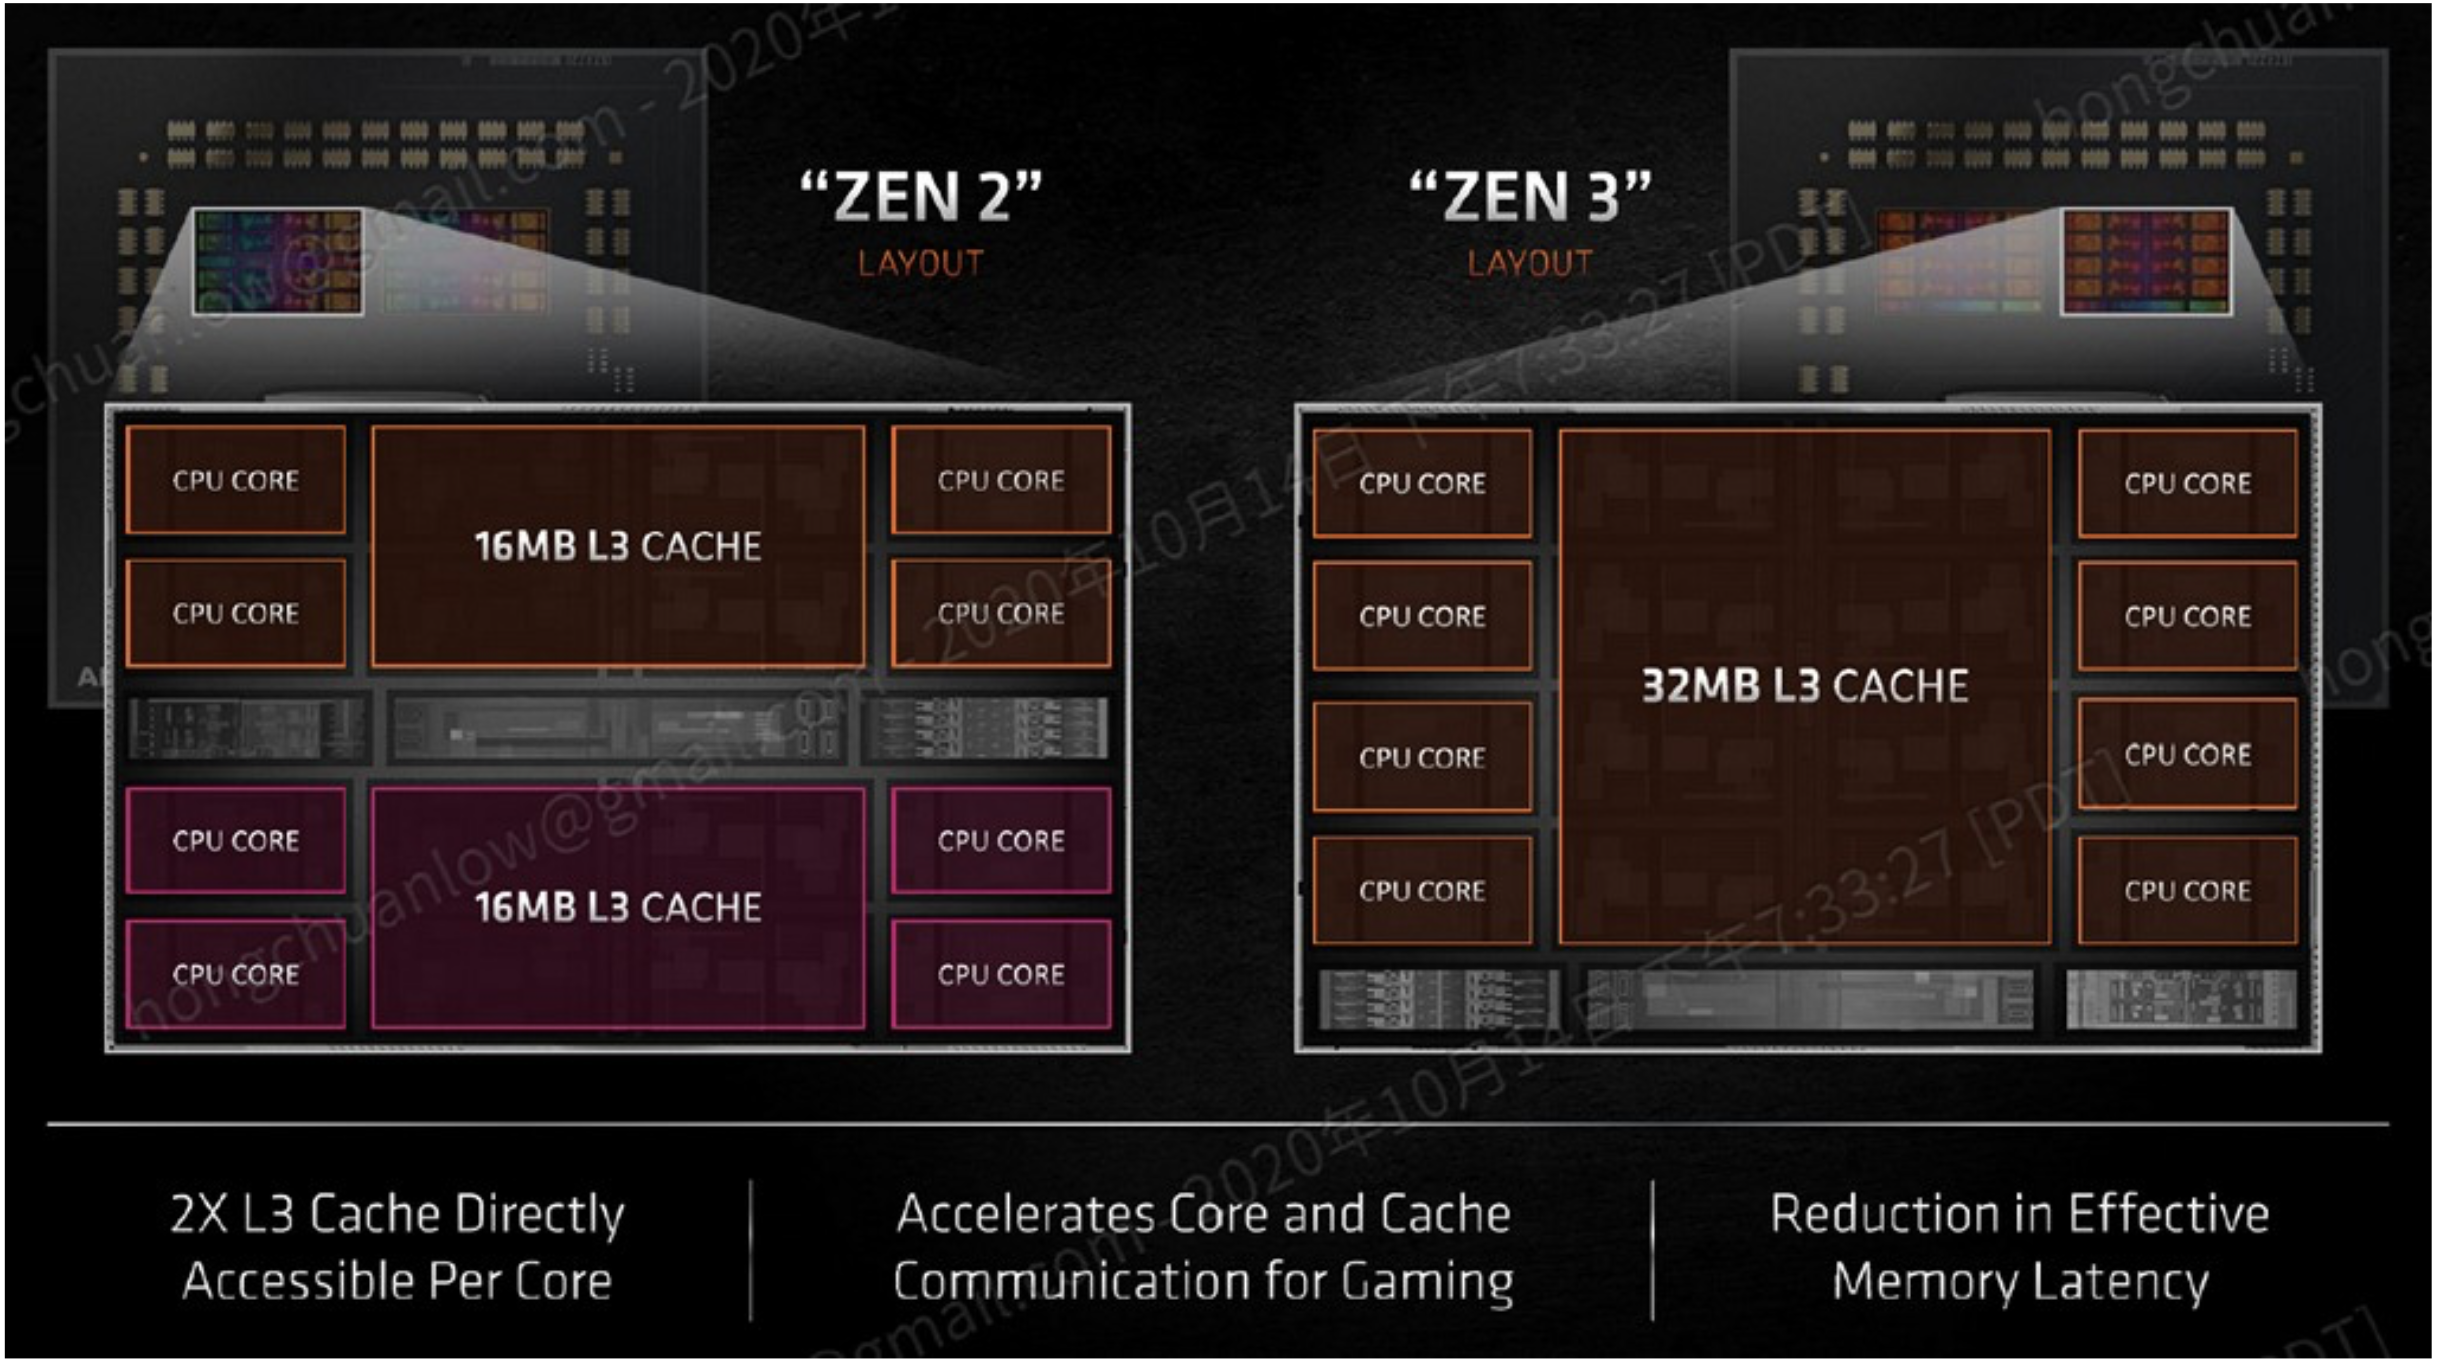 “ZEN 2”
LAYOUT
“ZEN 3”
LAYOUT
CPU CORE
16MB L3 CACHE
CPU CORE
CPU CORE
CPU CORE
CPU CORE
16MB L3 CACHE
CPU CORE
CPU CORE
CPU CORE
CPU CORE
CPU CORE
CPU CORE
CPU CORE
32MB L3 CACHE
CPU CORE
CPU CORE
CPU CORE
CPU CORE
2X L3 Cache Directly
Accessible Per Core
Accelerates Core and Cache
Communication for Gaming
Reduction in Effective
Memory Latency
hongchuanlow@gmail.com - 2020年10月14日 下午7:33:27 [PDT]